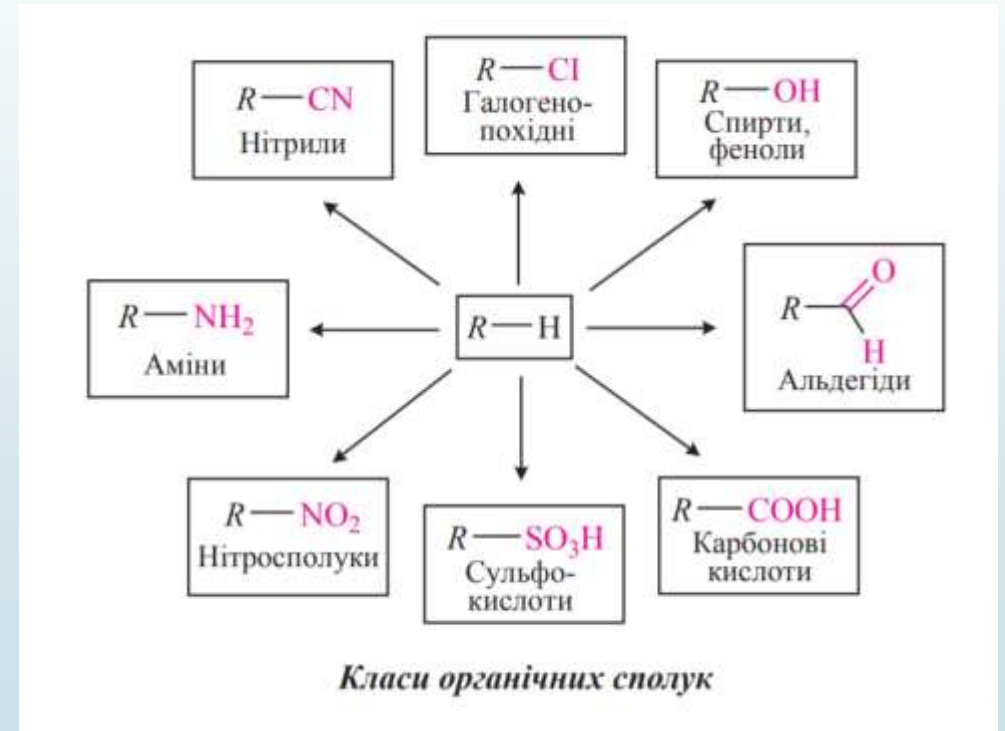 R—CN
Нітрили
R—Cl
Галогено-
похідні
R—OH
Спирти,
феноли
R—NH₂
Аміни
R—H
R
O
H
Альдегіди
R—NO₂
Нітросполуки
R—SO₃H
Сульфо-
кислоти
R—COOH
Карбонові
кислоти
Класи органічних сполук